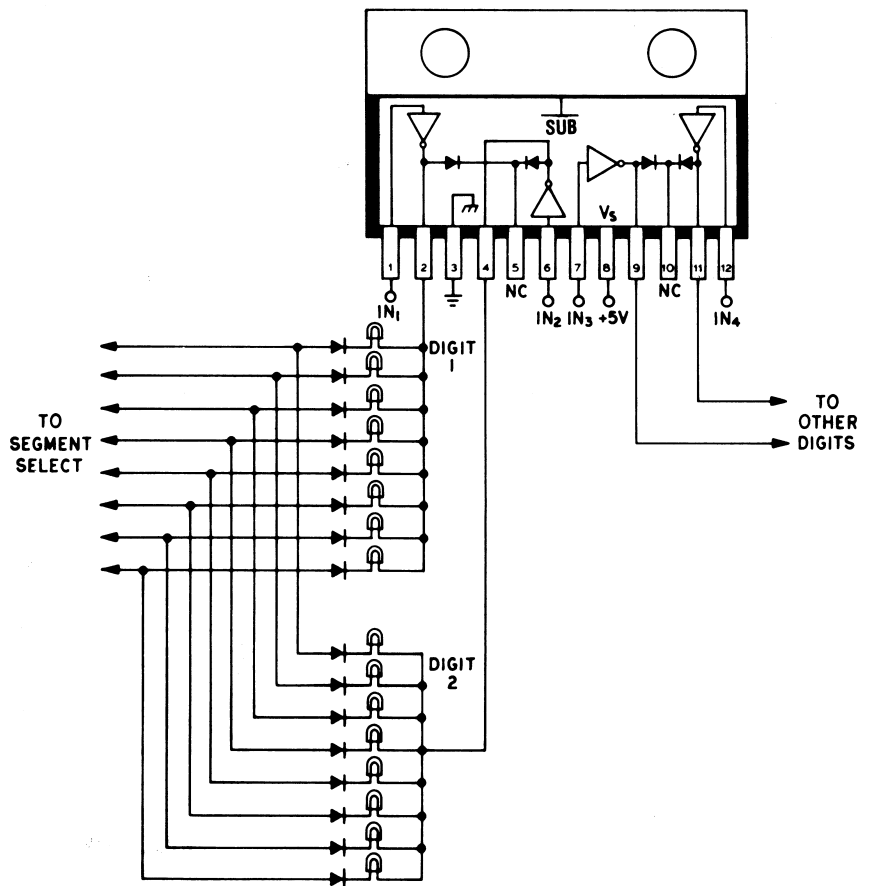 SUB
Vs
1 2 3 4 5 6 7 8 9 10 11 12
NC
NC
IN1
IN2
IN3
+5V
IN4
DIGIT
1
TO
SEGMENT
SELECT
TO
OTHER
DIGITS
DIGIT
2